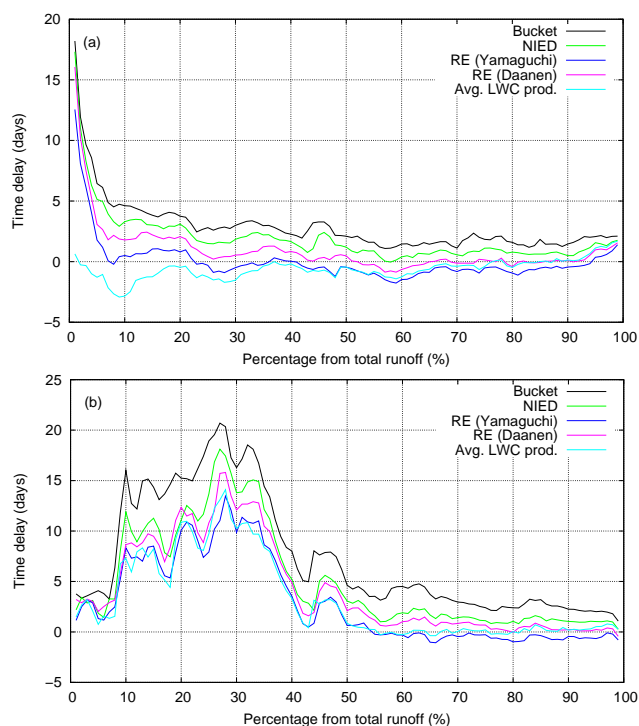 20
15
10
5
0
−5
Time delay (days)
(a)
Bucket
NIED
RE (Yamaguchi)
RE (Daanen)
Avg. LWC prod.
0 10 20 30 40 50 60 70 80 90 100
Percentage from total runoff (%)
25
20
15
10
5
0
−5
Time delay (days)
(b)
Bucket
NIED
RE (Yamaguchi)
RE (Daanen)
Avg. LWC prod.
0 10 20 30 40 50 60 70 80 90 100
Percentage from total runoff (%)